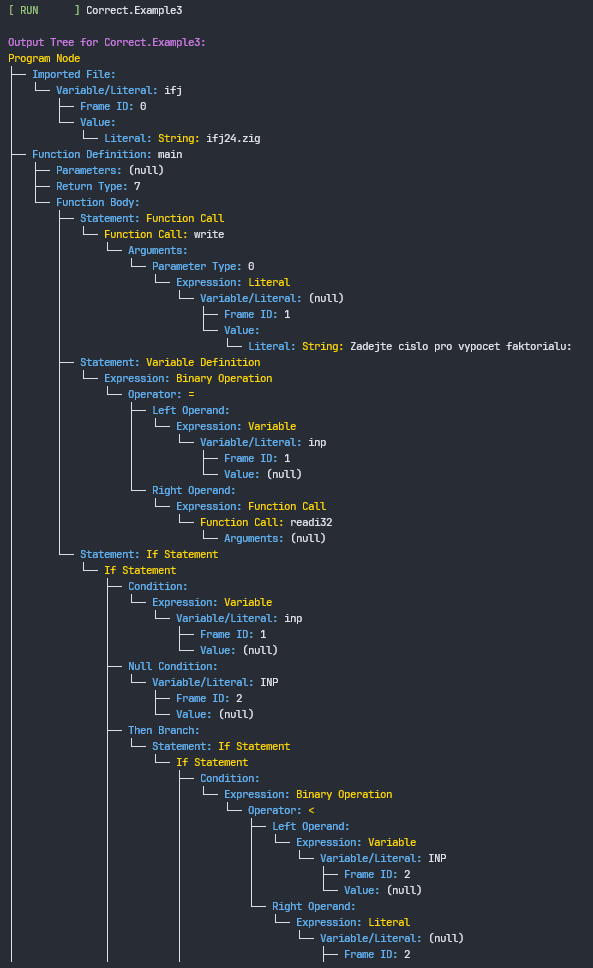 [ RUN      ] Correct.Example3
Output Tree for Correct.Example3:
Program Node
├── Imported File:
│   └── Variable/Literal: ifj
│       ├── Frame ID: 0
│       └── Value:
│           └── Literal: String: ifj24.zig
├── Function Definition: main
│   ├── Parameters: (null)
│   ├── Return Type: 7
│   └── Function Body:
│       ├── Statement: Function Call
│       │   └── Function Call: write
│       │       └── Arguments:
│       │           └── Parameter Type: 0
│       │               └── Expression: Literal
│       │                   └── Variable/Literal: (null)
│       │                       ├── Frame ID: 1
│       │                       └── Value:
│       │                           └── Literal: String: Zadejte cislo pro vypocet faktorialu:
│       ├── Statement: Variable Definition
│       │   └── Expression: Binary Operation
│       │       └── Operator: =
│       │           ├── Left Operand:
│       │           │   └── Expression: Variable
│       │           │       └── Variable/Literal: inp
│       │           │           ├── Frame ID: 1
│       │           │           └── Value: (null)
│       │           └── Right Operand:
│       │               └── Expression: Function Call
│       │                   └── Function Call: readi32
│       │                       └── Arguments: (null)
│       └── Statement: If Statement
│           └── If Statement
│               ├── Condition:
│               │   └── Expression: Variable
│               │       └── Variable/Literal: inp
│               │           ├── Frame ID: 1
│               │           └── Value: (null)
│               ├── Null Condition:
│               │   └── Variable/Literal: INP
│               │       ├── Frame ID: 2
│               │       └── Value: (null)
│               ├── Then Branch:
│               │   └── Statement: If Statement
│               │       └── If Statement
│               │           ├── Condition:
│               │           │   └── Expression: Binary Operation
│               │           │       └── Operator: <
│               │           │           ├── Left Operand:
│               │           │           │   └── Expression: Variable
│               │           │           │       └── Variable/Literal: INP
│               │           │           │           ├── Frame ID: 2
│               │           │           │           └── Value: (null)
│               │           │           └── Right Operand:
│               │           │               └── Expression: Literal
│               │           │                   └── Variable/Literal: (null)
│               │           │                       ├── Frame ID: 2